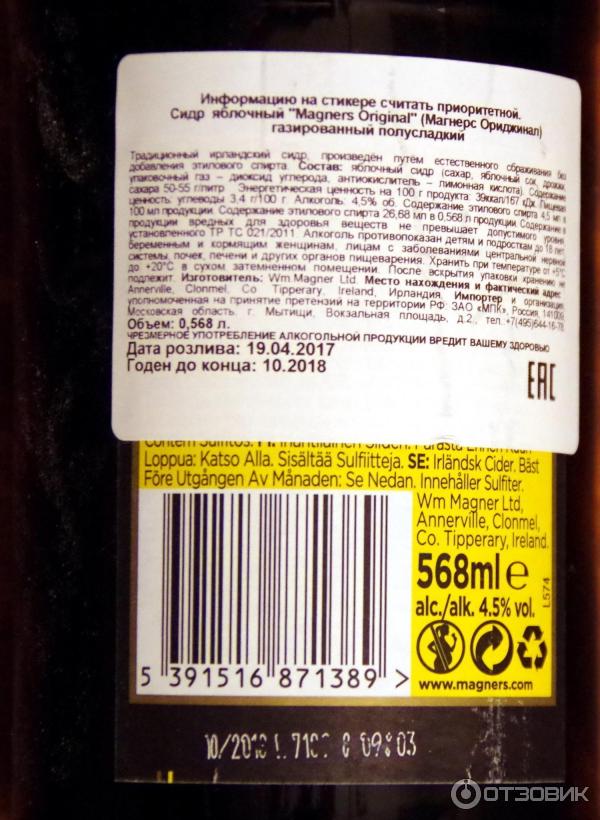 Информацию на стикере считать приоритетной.
Сидр яблочный "Magners Original" (Магнерс Ориджинал)
газированный полусладкий
Традиционный ирландский сидр, произведён путём естественного сбраживания без
добавления этилового спирта. Состав: яблочный сидр (сахар, яблочный сок, дрожжи,
упаковочный газ – диоксид углерода, антиокислитель – лимонная кислота). Содержание
сахара 50-55 г/литр Энергетическая ценность на 100 г продукта: 39ккал/167 кДж. Пищевая
ценность: углеводы 3,4 г/100 г. Алкоголь: 4,5% об. Содержание этилового спирта 4,5 мл в
100 мл продукции. Содержание этилового спирта 26,68 мл в 0,568 л продукции. Содержание в
продукции вредных для здоровья веществ не превышает допустимого уровня,
установленного ТР ТС 021/2011. Алкоголь противопоказан детям и подросткам до 18 лет,
беременным и кормящим женщинам, лицам с заболеваниями центральной нервной
системы, почек, печени и других органов пищеварения. Хранить при температуре от +5°С
до +20°С в сухом затемненном помещении. После вскрытия упаковки хранению не
подлежит. Изготовитель: Wm.Magner Ltd. Место нахождения и фактический адрес:
Annerville, Clonmel, Co Tipperary, Ireland, Ирландия. Импортер и организация,
уполномоченная на принятие претензий на территории РФ: ЗАО «МПК», Россия, 141009,
Московская область, г. Мытищи, Вокзальная площадь, д.2., тел.+7(495)644-16-78
Объем: 0,568 л.
ЧРЕЗМЕРНОЕ УПОТРЕБЛЕНИЕ АЛКОГОЛЬНОЙ ПРОДУКЦИИ ВРЕДИТ ВАШЕМУ ЗДОРОВЬЮ
Дата розлива: 19.04.2017
Годен до конца: 10.2018
EAC
Loppua: Katso Alla. Sisältää Sulfiitteja. SE: Irländsk Cider. Bäst
Före Utgången Av Månaden: Se Nedan. Innehåller Sulfiter.
Wm Magner Ltd,
Annerville, Clonmel,
Co. Tipperary, Ireland.
568ml e
alc./alk. 4.5% vol.
L574
www.magners.com
5 391516 871389 >
09:03
ОТЗОВИК